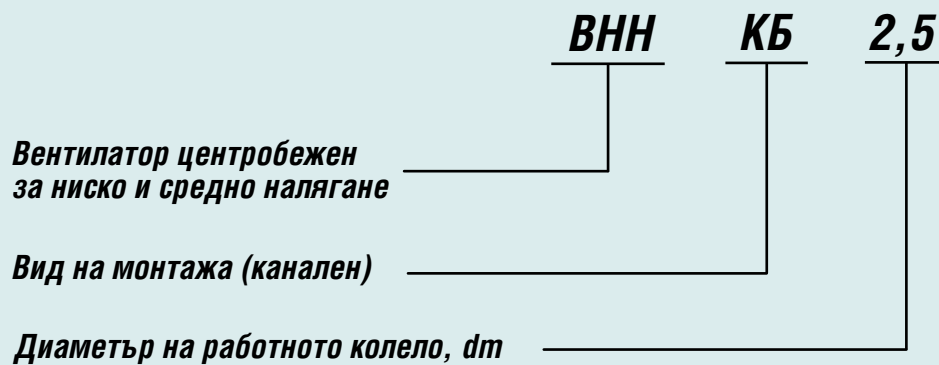 ВНН КБ 2,5
Вентилатор центробежен
за ниско и средно налягане
Вид на монтажа (канален)
Диаметър на работното колело, dm